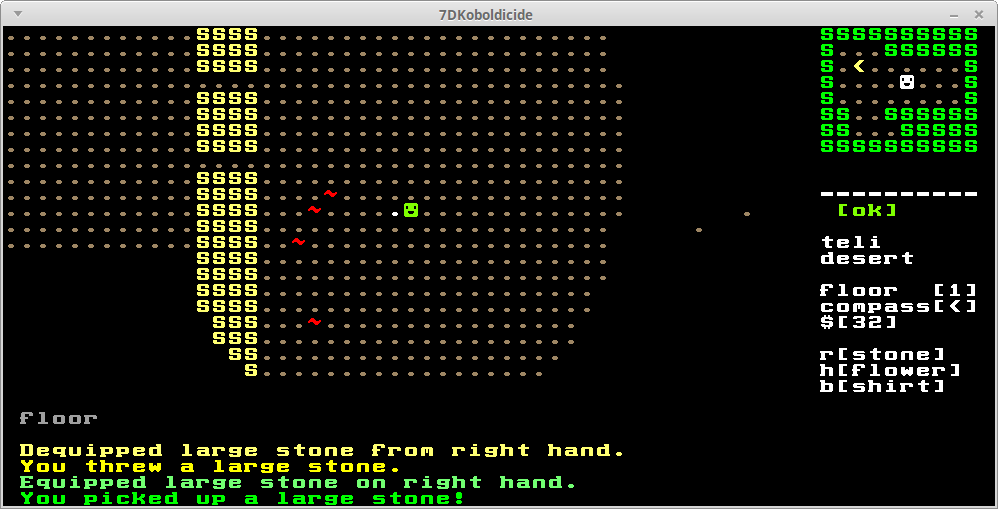 7DKoboldicide
[ok]
teli
desert
floor [1]
compass[<]
$[32]
r[stone]
h[flower]
b[shirt]
floor
Dequipped large stone from right hand.
You threw a large stone.
Equipped large stone on right hand.
You picked up a large stone!